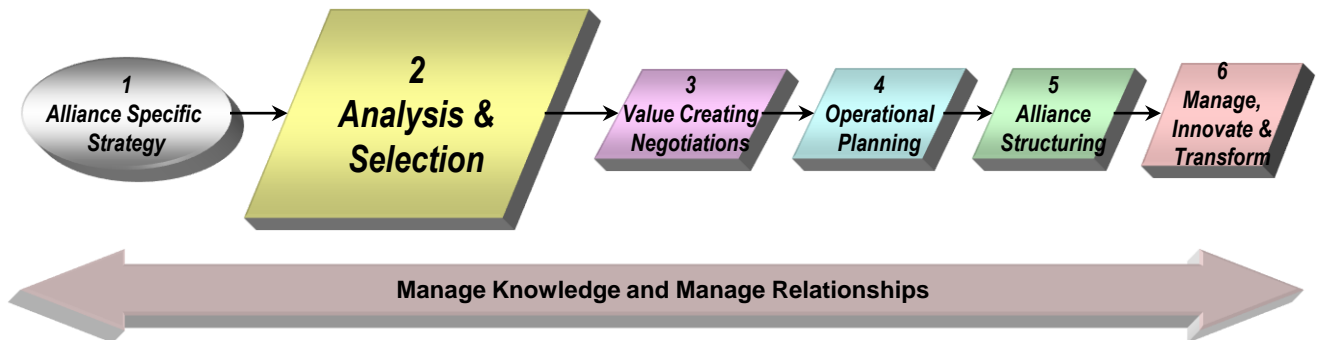 1
Alliance Specific
Strategy
2
Analysis &
Selection
3
Value Creating
Negotiations
4
Operational
Planning
5
Alliance
Structuring
6
Manage,
Innovate &
Transform
Manage Knowledge and Manage Relationships